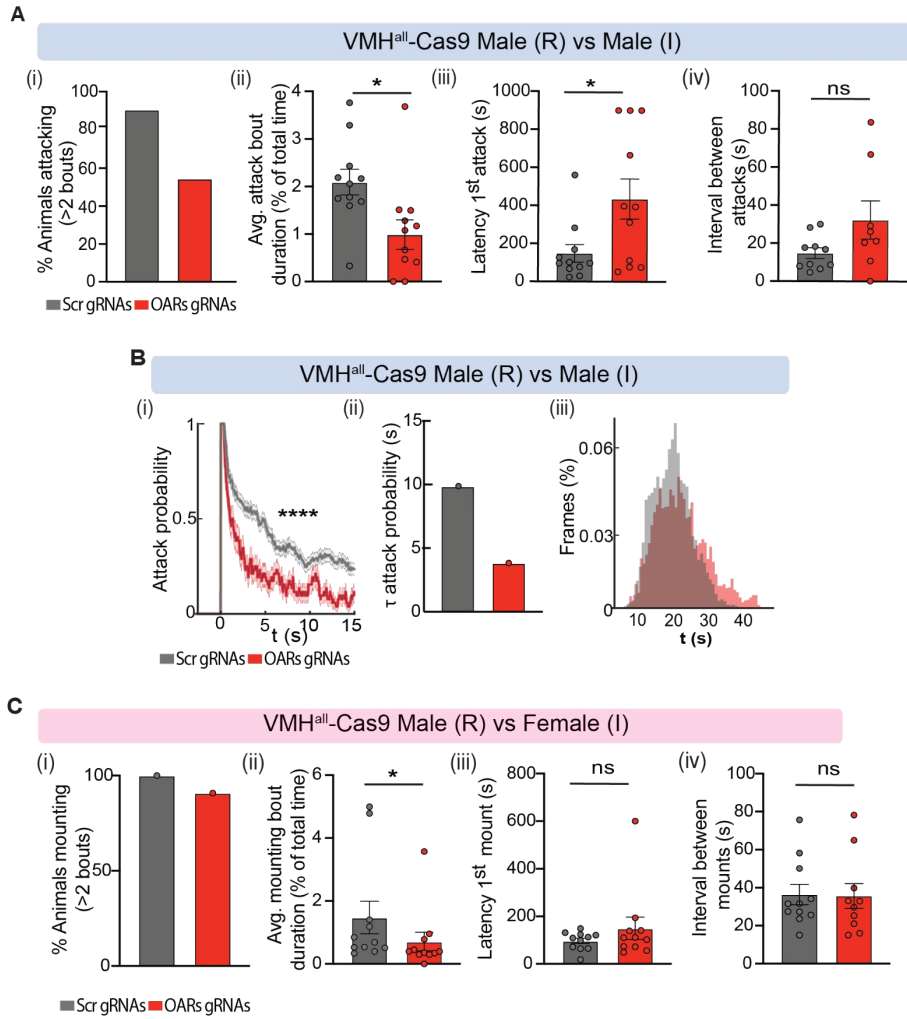 A
VMHall-Cas9 Male (R) vs Male (I)
(i)
% Animals attacking
(>2 bouts)
100
80
60
40
20
0
(ii)
Avg. attack bout
duration (% of total time)
4
3
2
1
0
*
(iii)
Latency 1st attack (s)
1000
800
600
400
200
0
*
(iv)
Interval between
attacks (s)
100
80
60
40
20
0
ns
Scr gRNAs OARs gRNAs
B
VMHall-Cas9 Male (R) vs Male (I)
(i)
Attack probability
1
0.5
0
****
0 5 10 15
t (s)
(ii)
τ attack probability (s)
15
10
5
0
(iii)
Frames (%)
0.06
0.03
0
10 20 30 40
t (s)
Scr gRNAs OARs gRNAs
C
VMHall-Cas9 Male (R) vs Female (I)
(i)
% Animals mounting
(>2 bouts)
100
50
0
(ii)
Avg. mounting bout
duration (% of total time)
6
4
2
0
*
(iii)
Latency 1st mount (s)
800
600
400
200
0
ns
(iv)
Interval between
mounts (s)
100
80
60
40
20
0
ns
Scr gRNAs OARs gRNAs